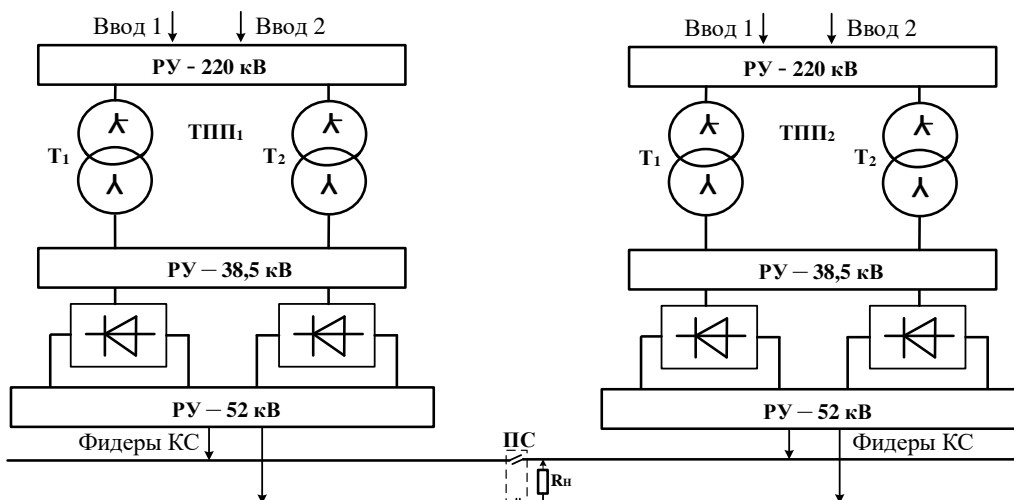 Ввод 1 Ввод 2 Ввод 1 Ввод 2
РУ - 220 кВ РУ - 220 кВ
Т1 ТПП1 Т2 Т1 ТПП2 Т2
РУ – 38,5 кВ РУ – 38,5 кВ
РУ – 52 кВ РУ – 52 кВ
Фидеры КС ПС Фидеры КС
Rн